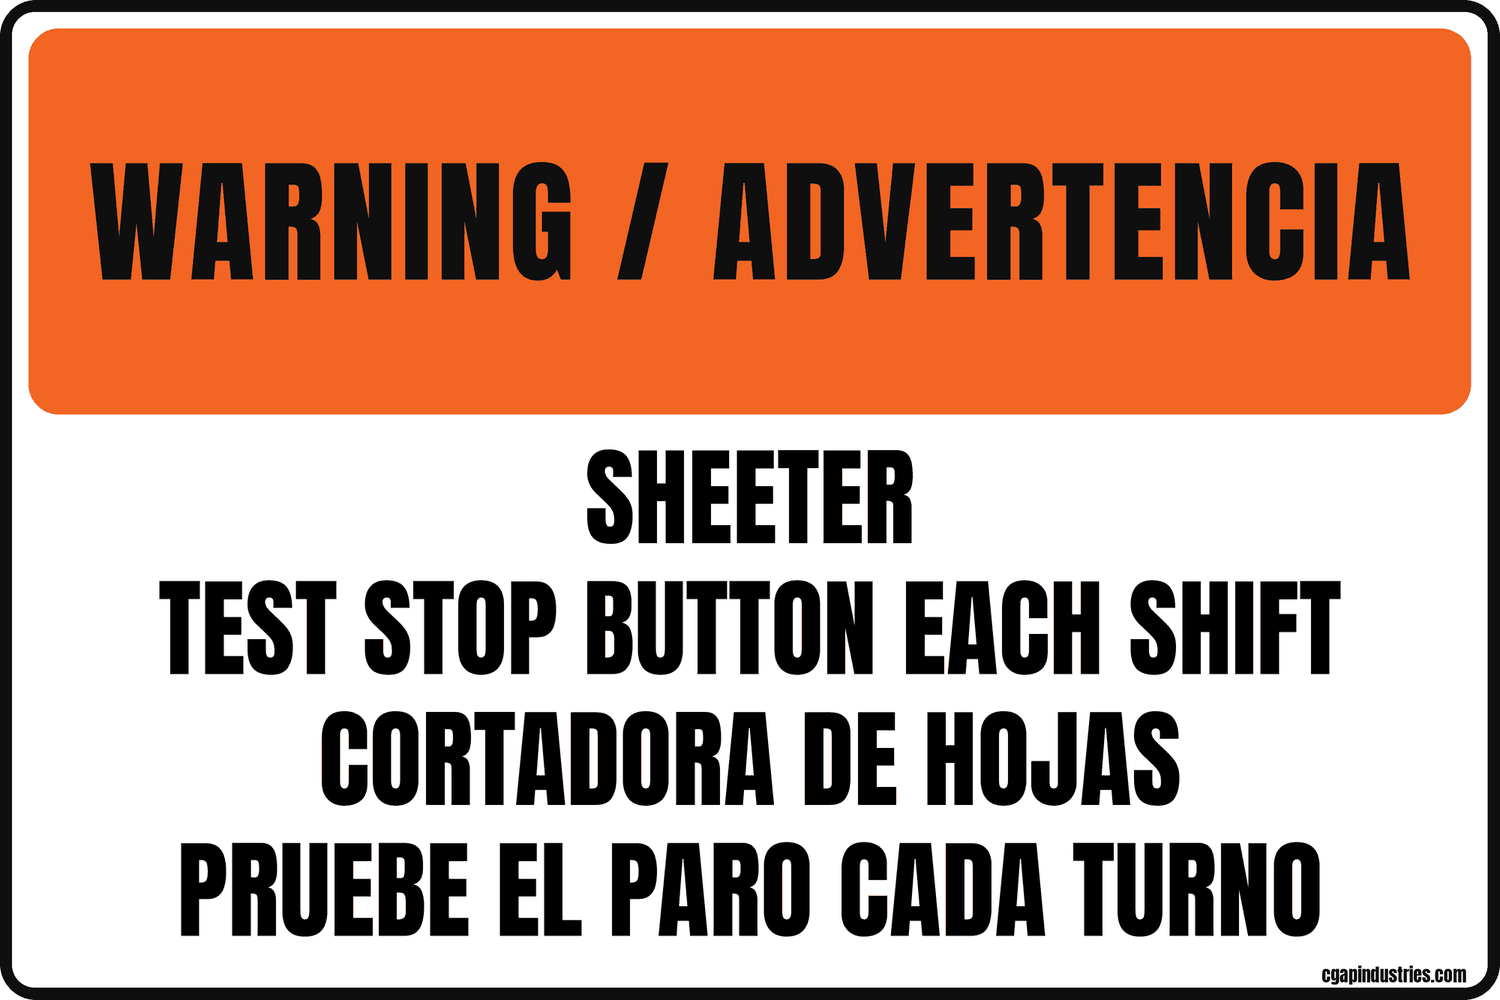 WARNING / ADVERTENCIA
SHEETER
TEST STOP BUTTON EACH SHIFT
CORTADORA DE HOJAS
PRUEBE EL PARO CADA TURNO
cgapindustries.com